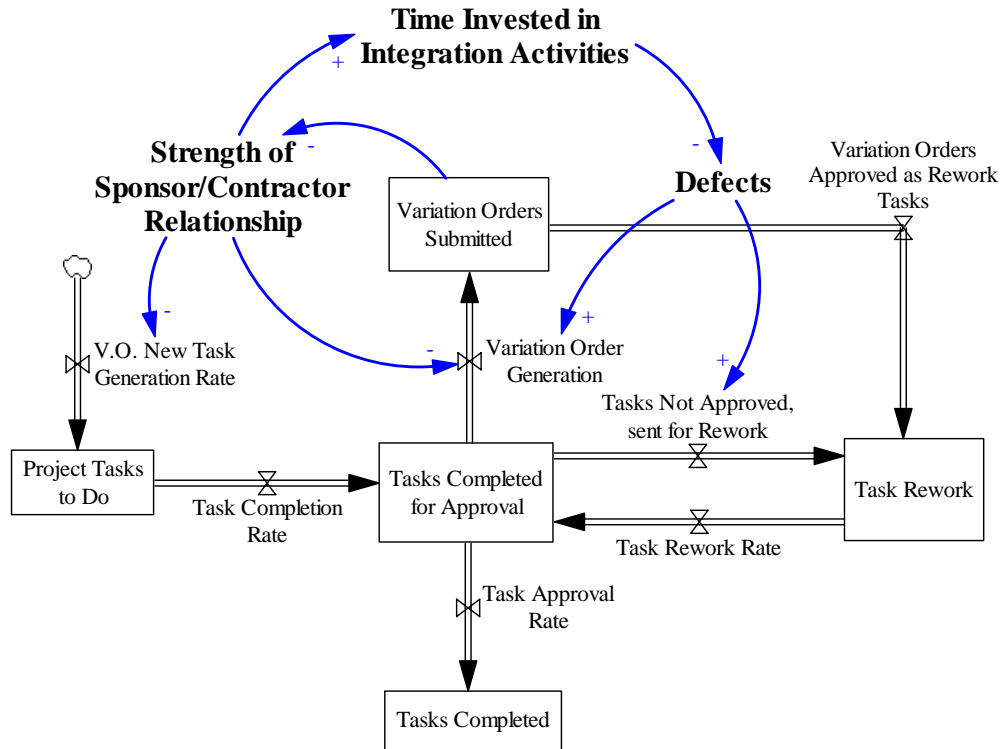 Time Invested in
Integration Activities
+
-
Strength of
Sponsor/Contractor
Relationship
-
Defects
Variation Orders
Approved as Rework
Tasks
Variation Orders
Submitted
-
-
+
V.O. New Task
Generation Rate
Variation Order
Generation
+
Tasks Not Approved,
sent for Rework
Project Tasks
to Do
Task Completion
Rate
Tasks Completed
for Approval
Task Rework
Task Rework Rate
Task Approval
Rate
Tasks Completed